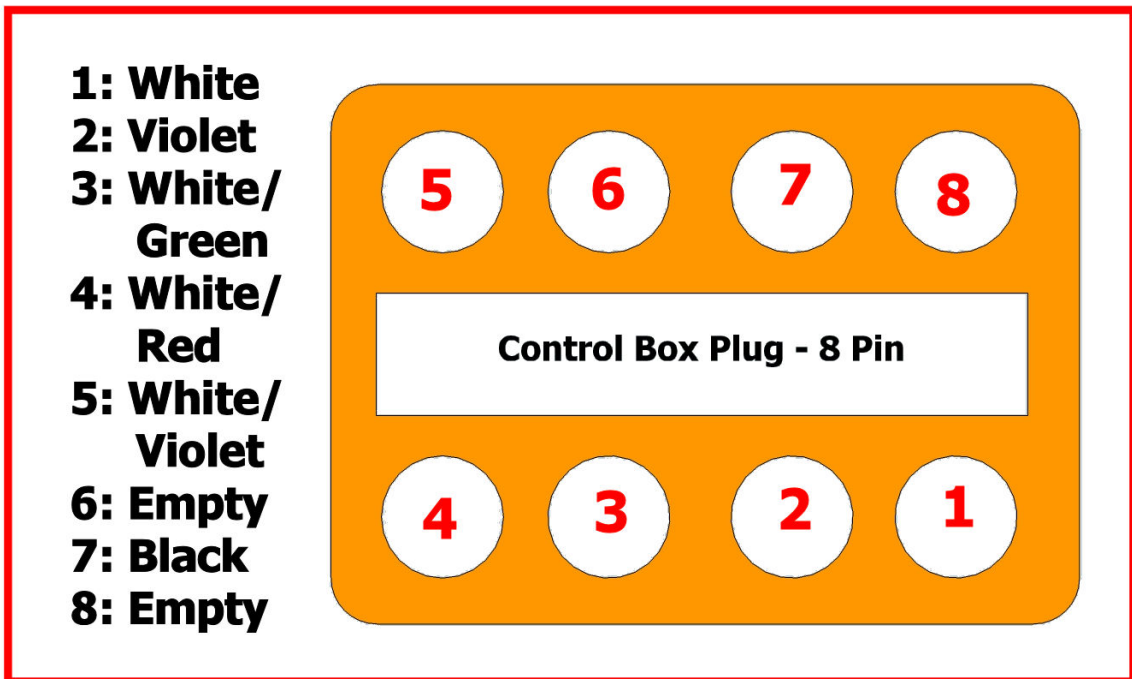 1: White
2: Violet
3: White/
Green
4: White/
Red
5: White/
Violet
6: Empty
7: Black
8: Empty
5 6 7 8
Control Box Plug - 8 Pin
4 3 2 1